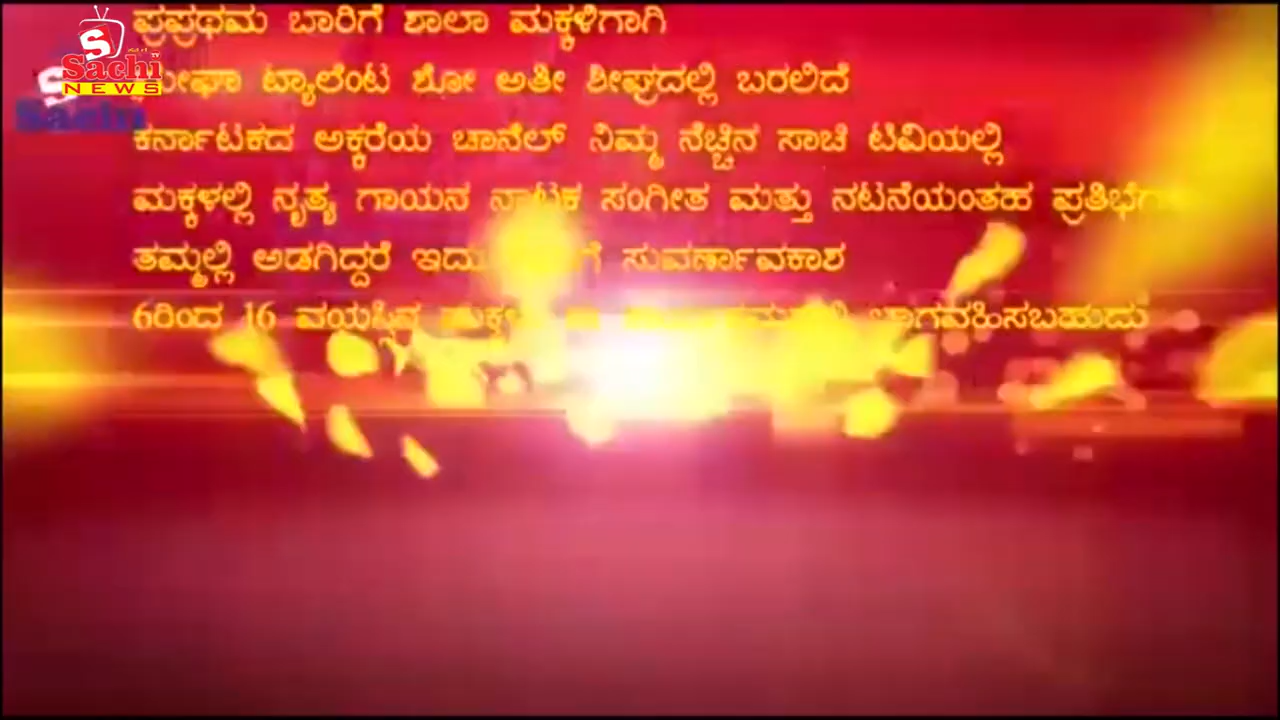 Sachi
NEWS
ಪ್ರಪ್ರಥಮ ಬಾರಿಗೆ ಶಾಲಾ ಮಕ್ಕಳಿಗಾಗಿ
ಟ್ಯಾಲೆಂಟ ಶೋ ಅತೀ ಶೀಘ್ರದಲ್ಲಿ ಬರಲಿದೆ
ಕರ್ನಾಟಕದ ಅಕ್ಕರೆಯ ಚಾನೆಲ್ ನಿಮ್ಮ ನೆಚ್ಚಿನ ಸಾಚಿ ಟಿವಿಯಲ್ಲಿ
ಮಕ್ಕಳಲ್ಲಿ ನೃತ್ಯ ಗಾಯನ ನಾಟಕ ಸಂಗೀತ ಮತ್ತು ನಟನೆಯಂತಹ
ತಮ್ಮಲ್ಲಿ ಅಡಗಿದ್ದರೆ ಸುವರ್ಣಾವಕಾಶ
6ರಿಂದ 16 ವಯಸ್ಸಿನ ಭಾಗವಹಿಸಬಹುದು